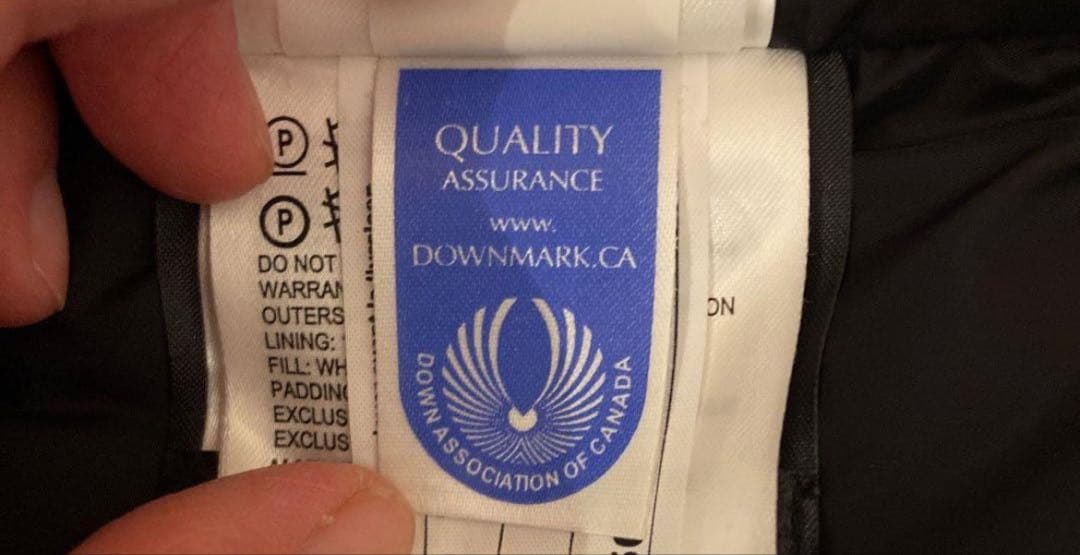 P
P
DO NOT
WARRAN
OUTERS
LINING:
FILL: WH
PADDING
EXCLUS
EXCLUS
QUALITY
ASSURANCE
www.
DOWNMARK.CA
DOWN ASSOCIATION OF CANADA
ON